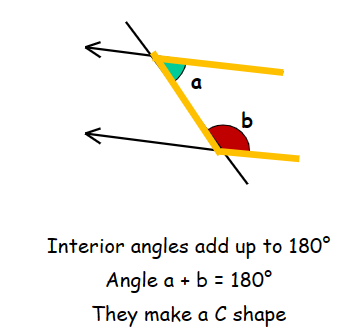 a
b
Interior angles add up to 180°
Angle a + b = 180°
They make a C shape